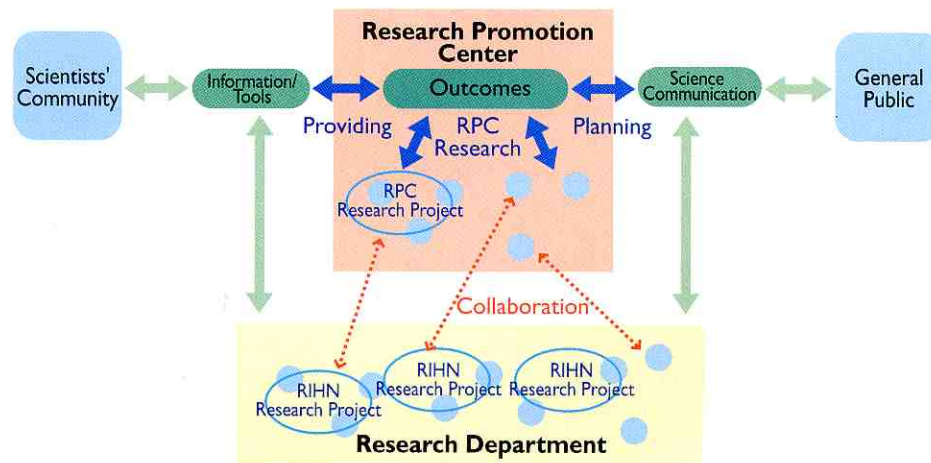 Research Promotion
Center
Scientists'
Community
Information/
Tools
Outcomes
Science
Communication
General
Public
Providing
RPC
Research
Planning
RPC
Research Project
Collaboration
RIHN
Research Project
RIHN
Research Project
RIHN
Research Project
Research Department